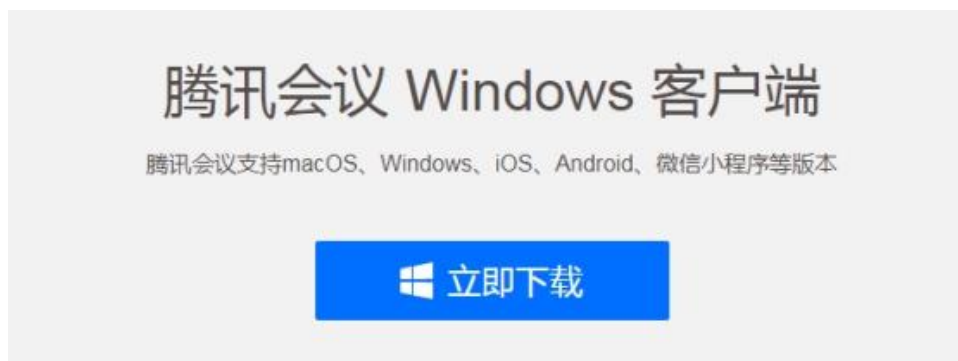 腾讯会议 Windows 客户端
腾讯会议支持macOS、Windows、iOS、Android、微信小程序等版本
立即下载